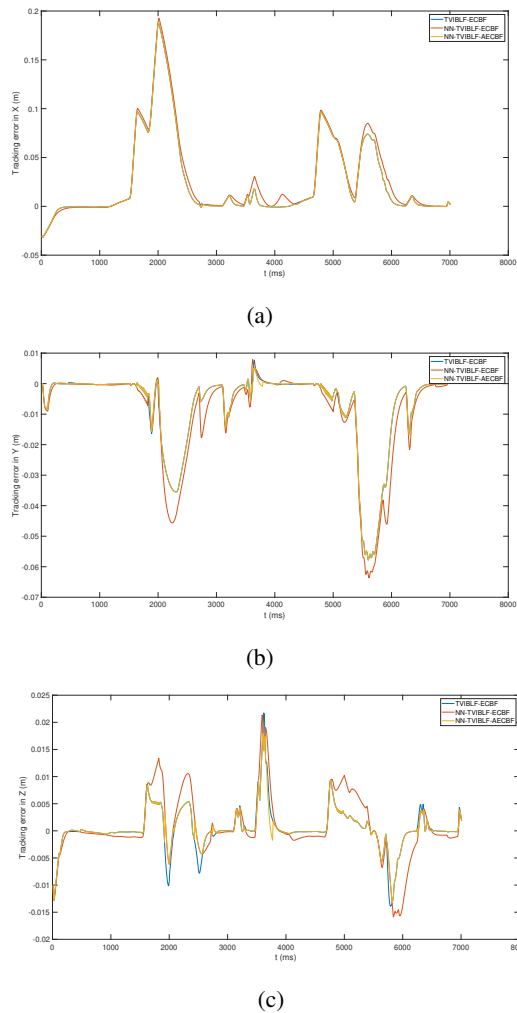 0.2
0.15
0.1
0.05
0
-0.05
Tracking error in X (m)
TVIBLF-ECBF
NN-TVIBLF-ECBF
NN-TVIBLF-AECBF
0 1000 2000 3000 4000 5000 6000 7000 8000
t (ms)
(a)
0.01
0
-0.01
-0.02
-0.03
-0.04
-0.05
-0.06
-0.07
Tracking error in Y (m)
TVIBLF-ECBF
NN-TVIBLF-ECBF
NN-TVIBLF-AECBF
0 1000 2000 3000 4000 5000 6000 7000 8000
t (ms)
(b)
0.025
0.02
0.015
0.01
0.005
0
-0.005
-0.01
-0.015
-0.02
Tracking error in Z (m)
TVIBLF-ECBF
NN-TVIBLF-ECBF
NN-TVIBLF-AECBF
0 1000 2000 3000 4000 5000 6000 7000 8000
t (ms)
(c)